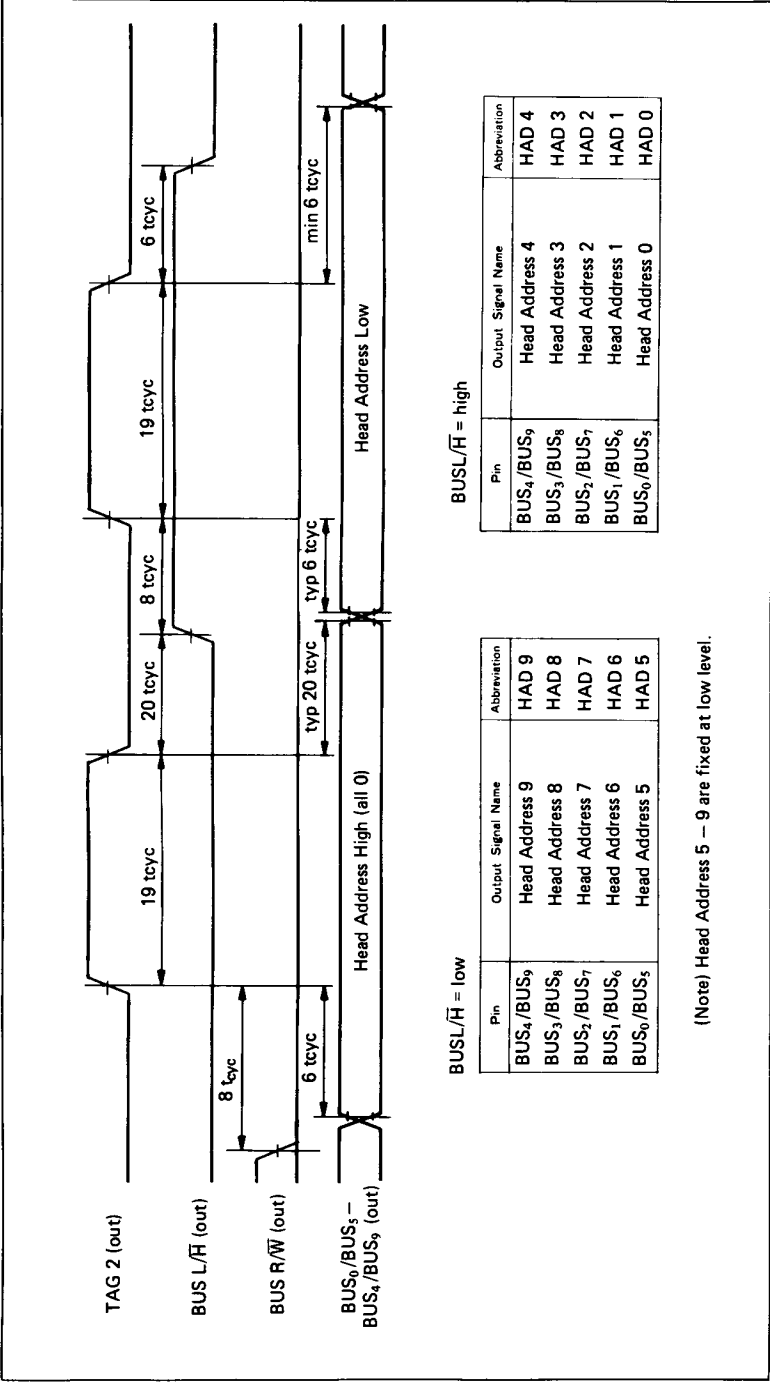 TAG 2 (out)
19 tcyc
20 tcyc
8 tcyc
19 tcyc
6 tcyc
BUS L/H̅ (out)
BUS R/W̅ (out)
8 tcyc
6 tcyc
typ 20 tcyc
typ 6 tcyc
min 6 tcyc
BUS₀/BUS₅ –
BUS₄/BUS₉ (out)
Head Address High (all 0)
Head Address Low
BUSL/H̅ = low
Pin Output Signal Name Abbreviation
BUS₄/BUS₉ Head Address 9 HAD 9
BUS₃/BUS₈ Head Address 8 HAD 8
BUS₂/BUS₇ Head Address 7 HAD 7
BUS₁/BUS₆ Head Address 6 HAD 6
BUS₀/BUS₅ Head Address 5 HAD 5
BUSL/H̅ = high
Pin Output Signal Name Abbreviation
BUS₄/BUS₉ Head Address 4 HAD 4
BUS₃/BUS₈ Head Address 3 HAD 3
BUS₂/BUS₇ Head Address 2 HAD 2
BUS₁/BUS₆ Head Address 1 HAD 1
BUS₀/BUS₅ Head Address 0 HAD 0
(Note) Head Address 5 – 9 are fixed at low level.